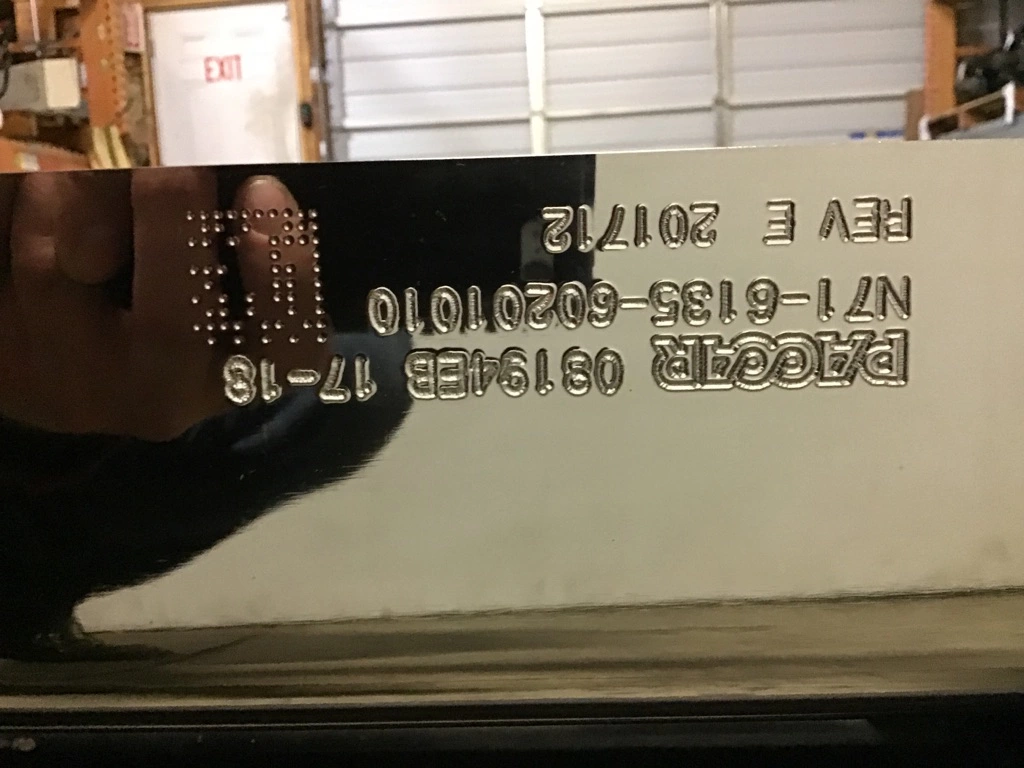 EXIT
PACCAR 08194EB 17-18
N71-6135-60201010
REV E 201712